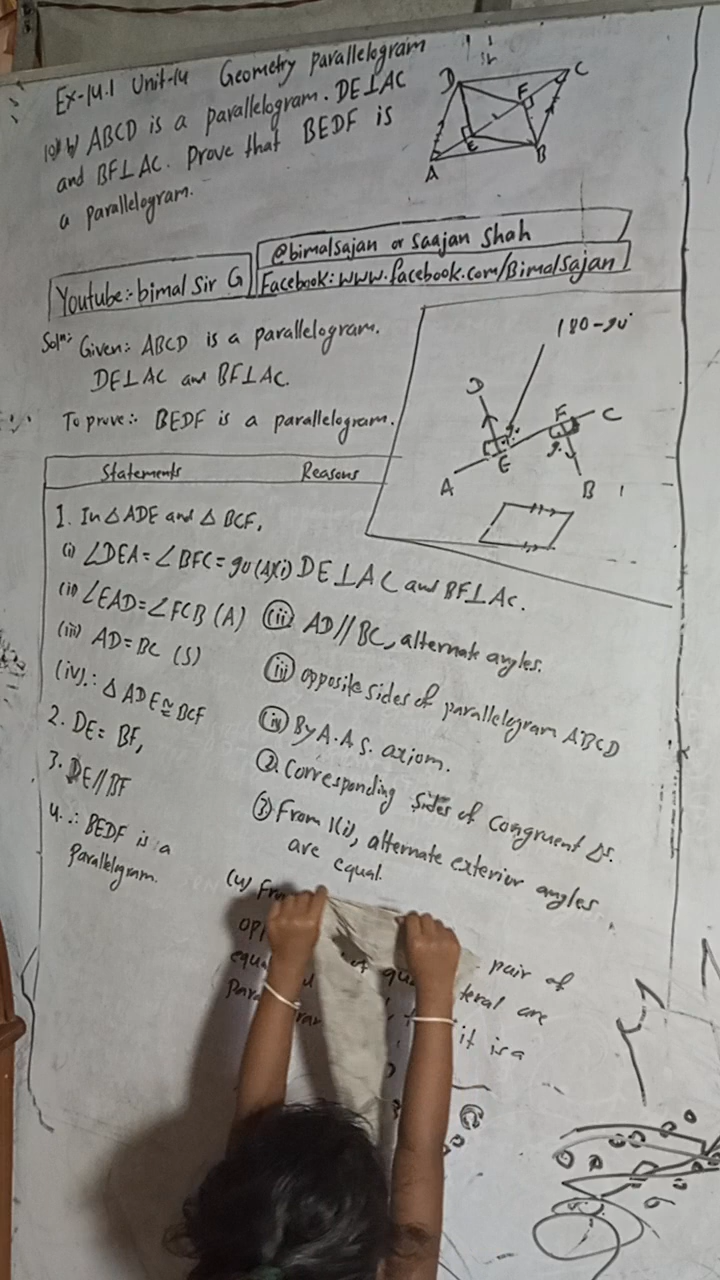 Ex-14.1 Unit-14 Geometry parallelogram
10) b) ABCD is a parallelogram. DE⊥AC
and BF⊥AC. Prove that BEDF is
a parallelogram.
D C
F
E
A B
Youtube:- bimal Sir G
@bimalsajan or Saajan Shah
Facebook: www.facebook.com/BimalSajan
Solⁿ: Given: ABCD is a parallelogram.
DE⊥AC and BF⊥AC.
To prove:- BEDF is a parallelogram.
180-90°
D
F C
A E
B
Statements Reasons
1. In △ADE and △BCF,
(i) ∠DEA=∠BFC=90(A)(i) DE⊥AC and BF⊥AC.
(ii) ∠EAD=∠FCB (A) (ii) AD//BC, alternate angles.
(iii) AD=BC (S) (iii) opposite sides of parallelogram ABCD
(iv) ∴ △ADE≅BCF (iv) By A.A.S. axiom.
2. DE=BF, (2) Corresponding sides of congruent △s.
3. DE//BF (3) From 1(i), alternate exterior angles
are equal.
4. ∴ BEDF is a
parallelogram.
(4)
pair of
are
it is a